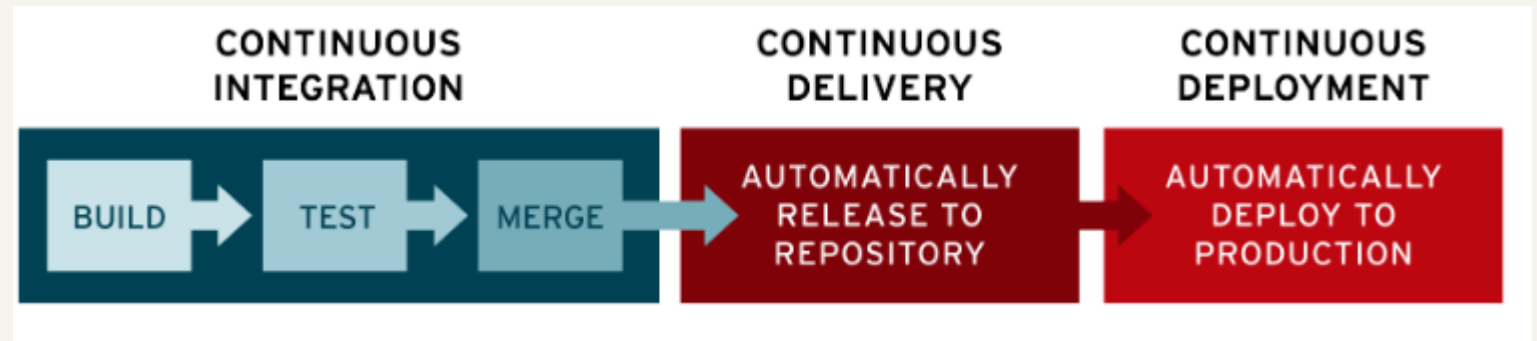 CONTINUOUS
INTEGRATION
CONTINUOUS
DELIVERY
CONTINUOUS
DEPLOYMENT
BUILD
TEST
MERGE
AUTOMATICALLY
RELEASE TO
REPOSITORY
AUTOMATICALLY
DEPLOY TO
PRODUCTION